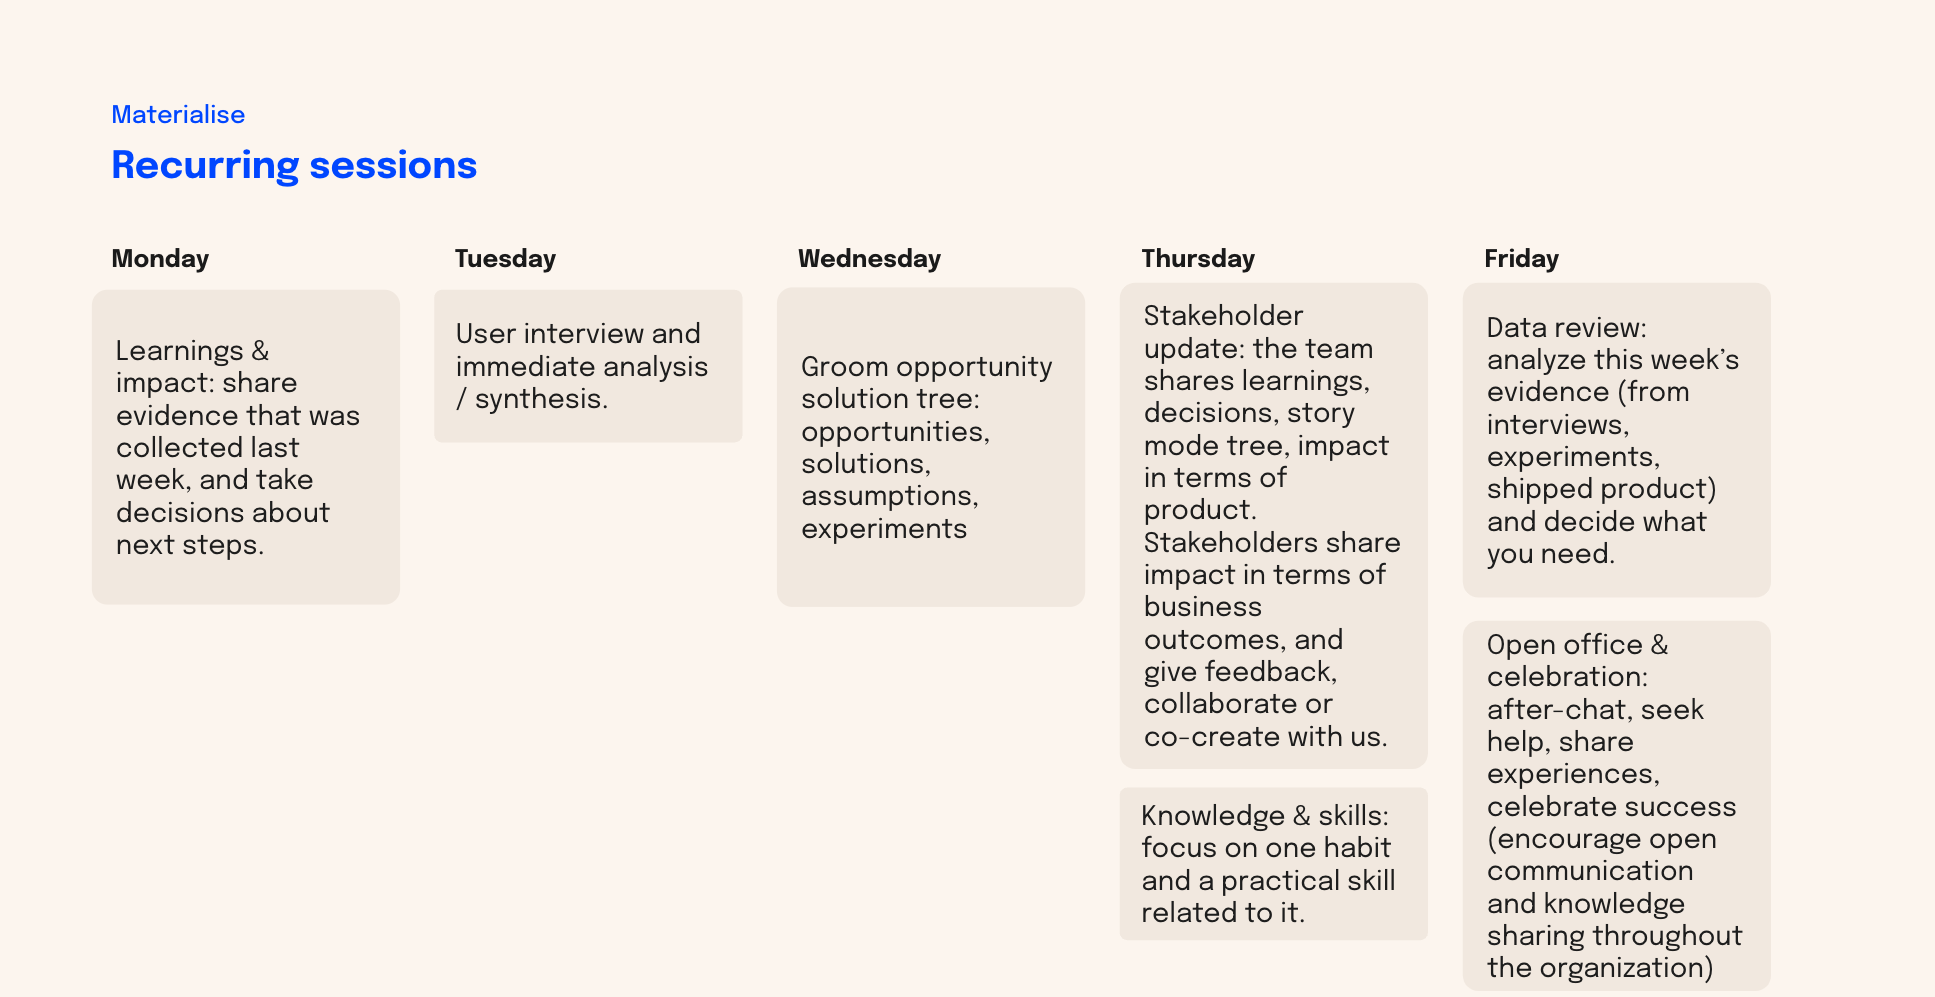 Materialise
Recurring sessions
Monday
Learnings &
impact: share
evidence that was
collected last
week, and take
decisions about
next steps.
Tuesday
User interview and
immediate analysis
/ synthesis.
Wednesday
Groom opportunity
solution tree:
opportunities,
solutions,
assumptions,
experiments
Thursday
Stakeholder
update: the team
shares learnings,
decisions, story
mode tree, impact
in terms of
product.
Stakeholders share
impact in terms of
business
outcomes, and
give feedback,
collaborate or
co-create with us.
Knowledge & skills:
focus on one habit
and a practical skill
related to it.
Friday
Data review:
analyze this week’s
evidence (from
interviews,
experiments,
shipped product)
and decide what
you need.
Open office &
celebration:
after-chat, seek
help, share
experiences,
celebrate success
(encourage open
communication
and knowledge
sharing throughout
the organization)